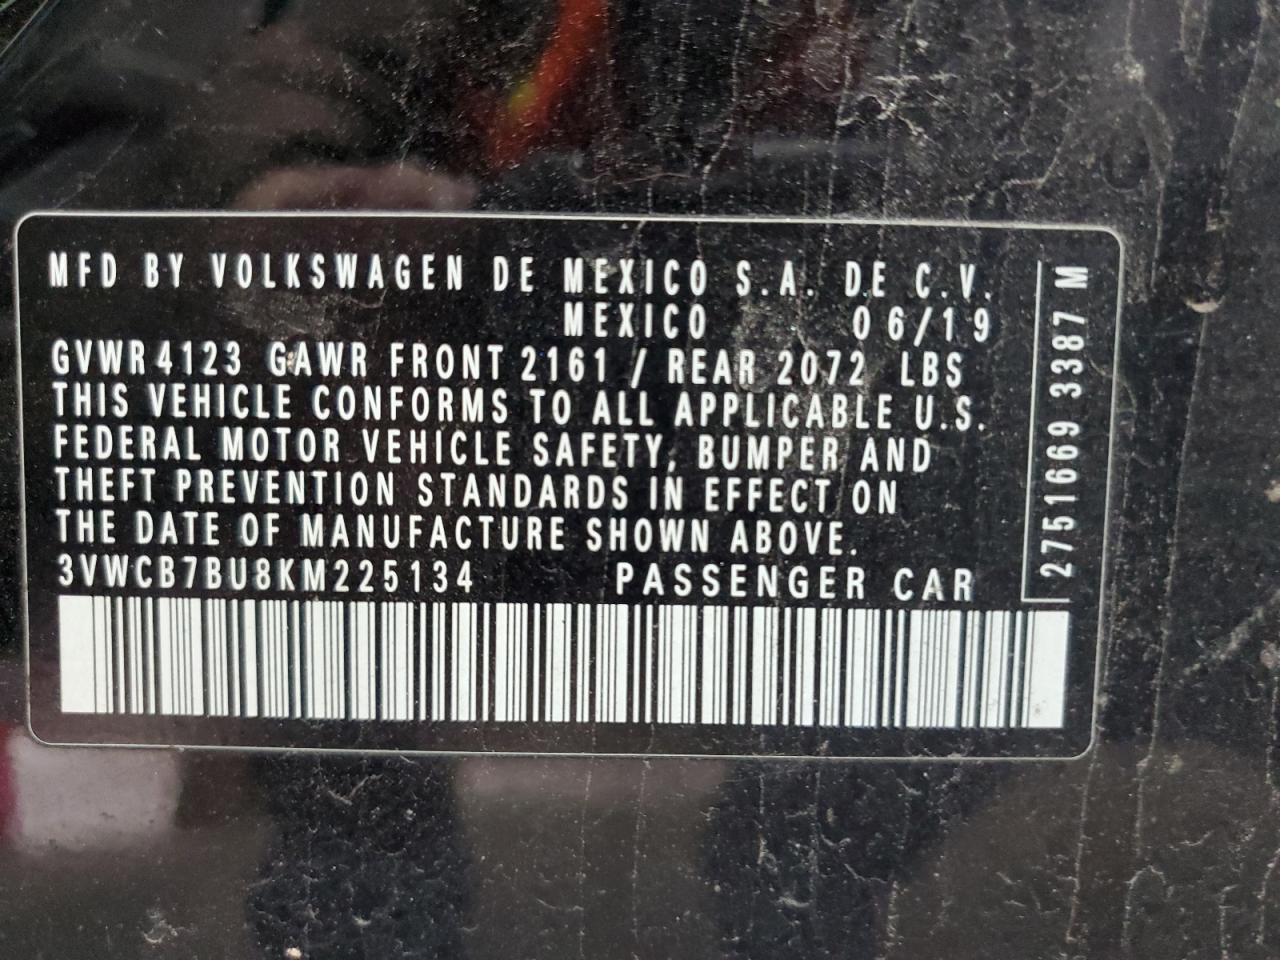 MFD BY VOLKSWAGEN DE MEXICO S.A. DE C.V.
MEXICO 06/19
GVWR 4123 GAWR FRONT 2161 / REAR 2072 LBS
THIS VEHICLE CONFORMS TO ALL APPLICABLE U.S.
FEDERAL MOTOR VEHICLE SAFETY, BUMPER AND
THEFT PREVENTION STANDARDS IN EFFECT ON
THE DATE OF MANUFACTURE SHOWN ABOVE.
3VWCB7BU8KM225134 PASSENGER CAR
2751669 3387 M